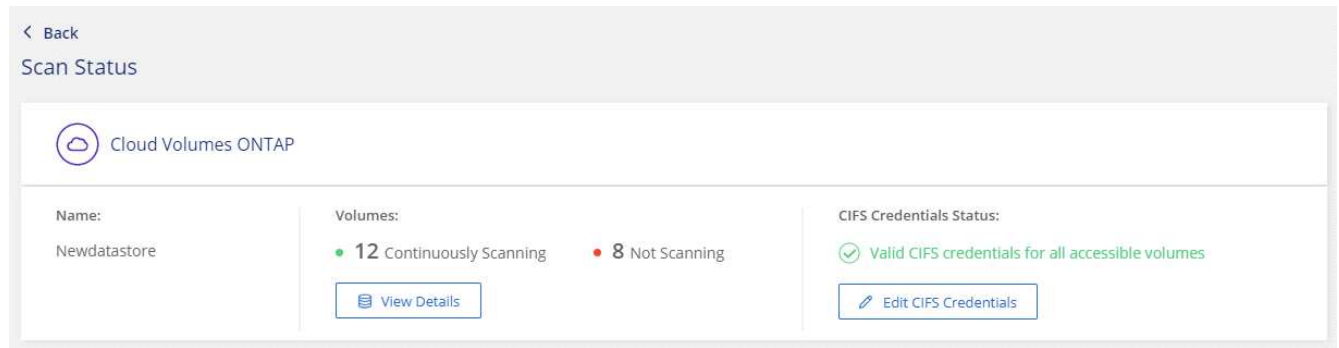 Back
Scan Status
Cloud Volumes ONTAP
Name:
Newdatastore
Volumes:
12 Continuously Scanning
8 Not Scanning
View Details
CIFS Credentials Status:
Valid CIFS credentials for all accessible volumes
Edit CIFS Credentials